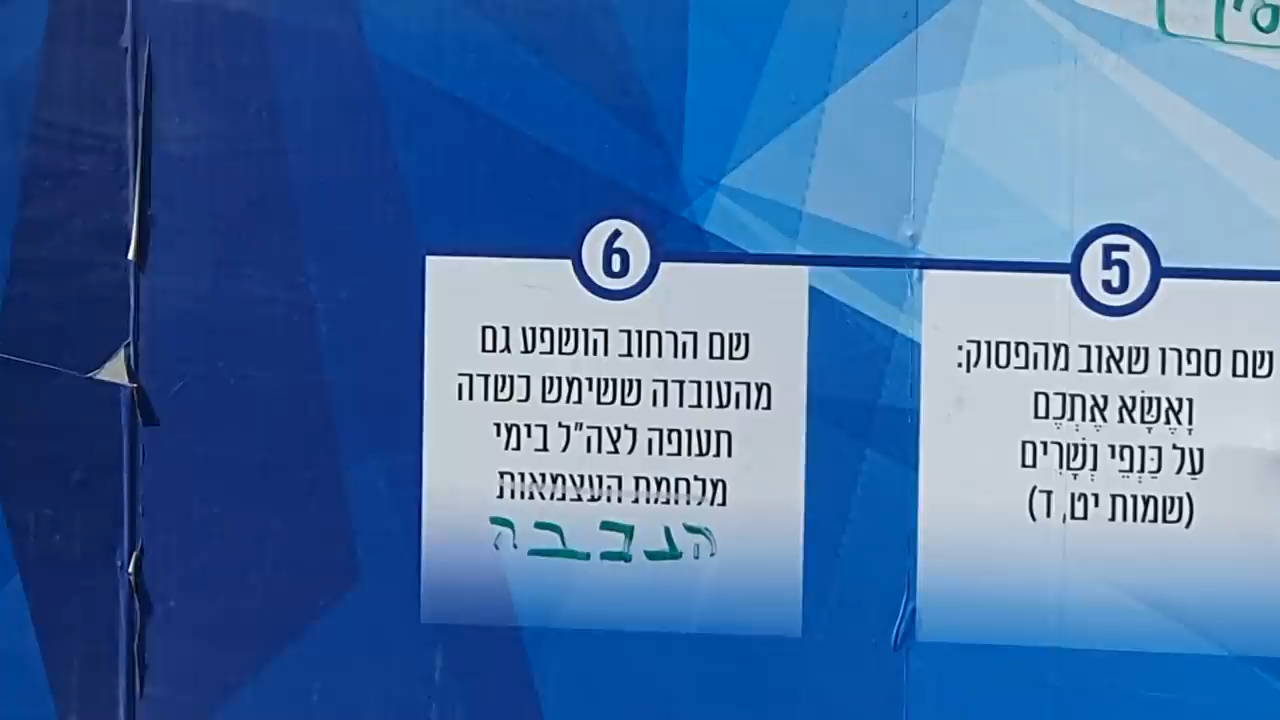 5
שם ספרו שאוב מהפסוק:
וָאֶשָּׂא אֶתְכֶם
עַל כַּנְפֵי נְשָׁרִים
(שמות יט, ד)
6
שם הרחוב הושפע גם
מהעובדה ששימש כשדה
תעופה לצה"ל בימי
מלחמת העצמאות
הנכבה